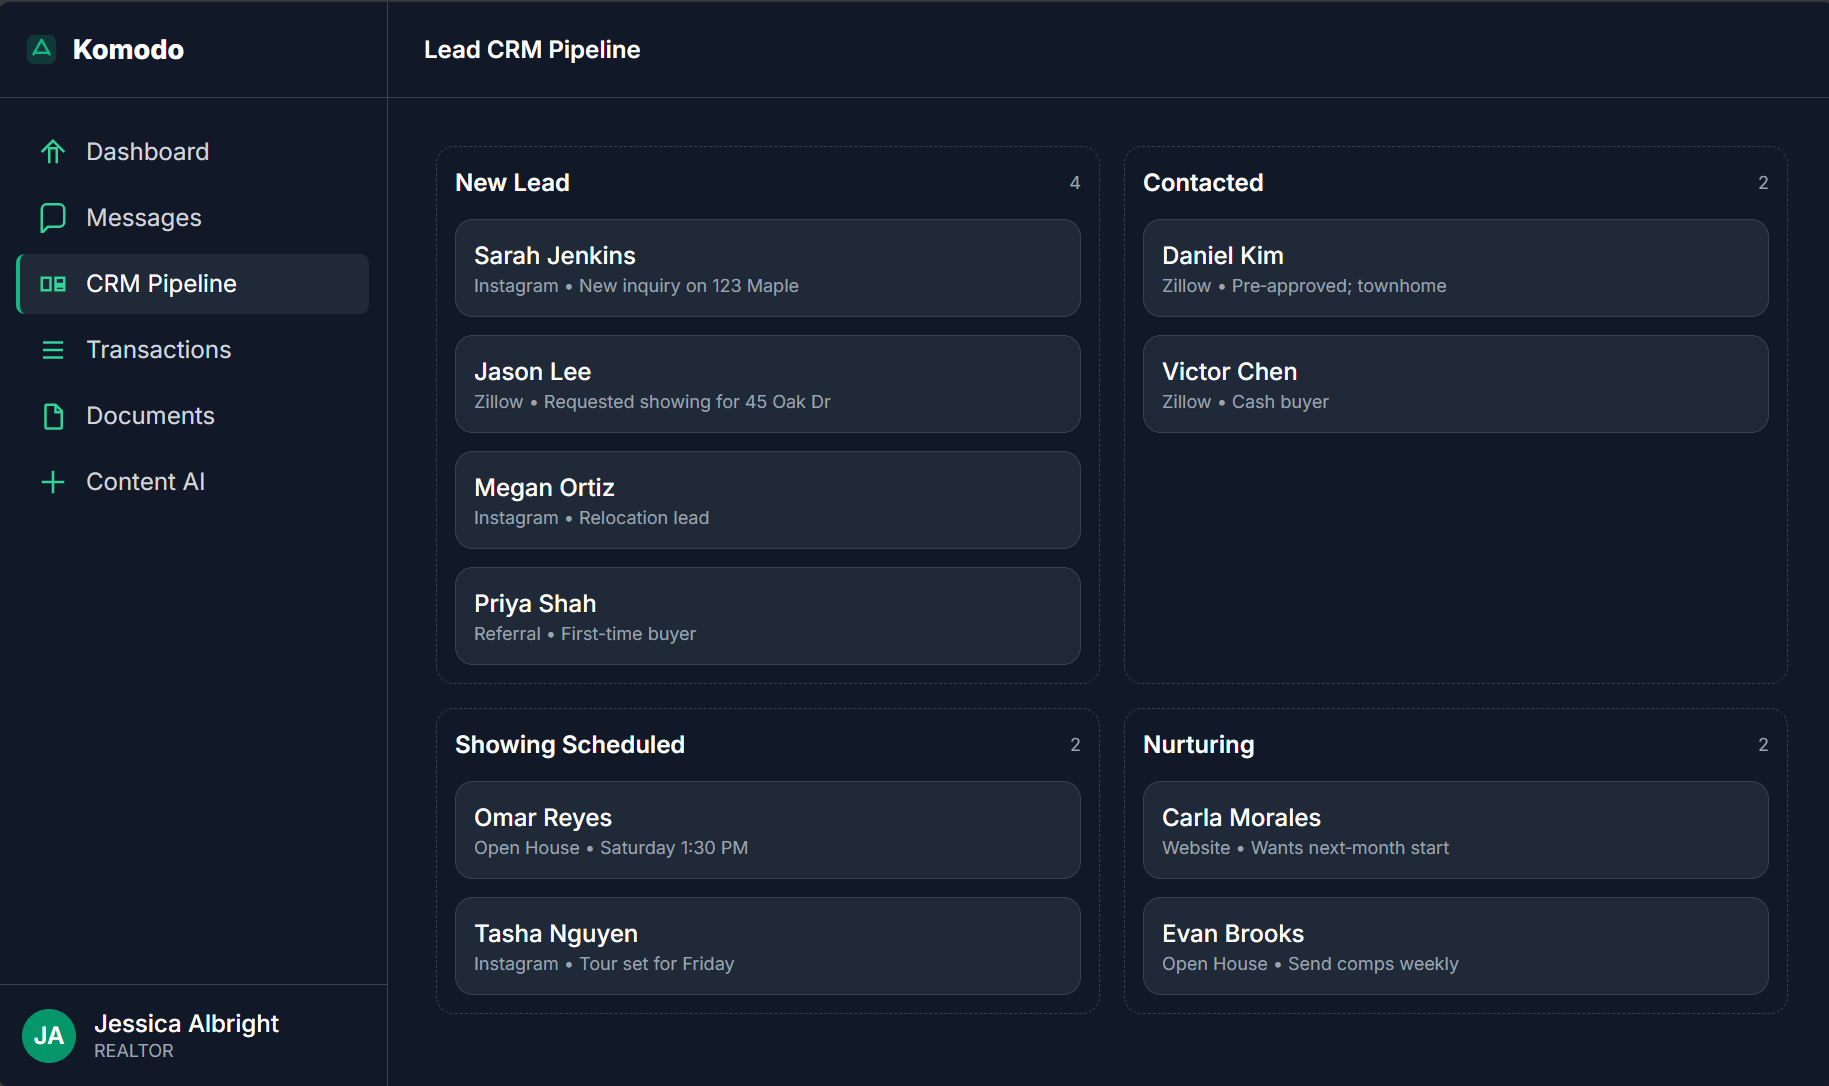 Komodo
Lead CRM Pipeline
Dashboard
Messages
CRM Pipeline
Transactions
Documents
Content AI
New Lead
4
Sarah Jenkins
Instagram • New inquiry on 123 Maple
Jason Lee
Zillow • Requested showing for 45 Oak Dr
Megan Ortiz
Instagram • Relocation lead
Priya Shah
Referral • First-time buyer
Contacted
2
Daniel Kim
Zillow • Pre-approved; townhome
Victor Chen
Zillow • Cash buyer
Showing Scheduled
2
Omar Reyes
Open House • Saturday 1:30 PM
Tasha Nguyen
Instagram • Tour set for Friday
Nurturing
2
Carla Morales
Website • Wants next-month start
Evan Brooks
Open House • Send comps weekly
JA
Jessica Albright
REALTOR